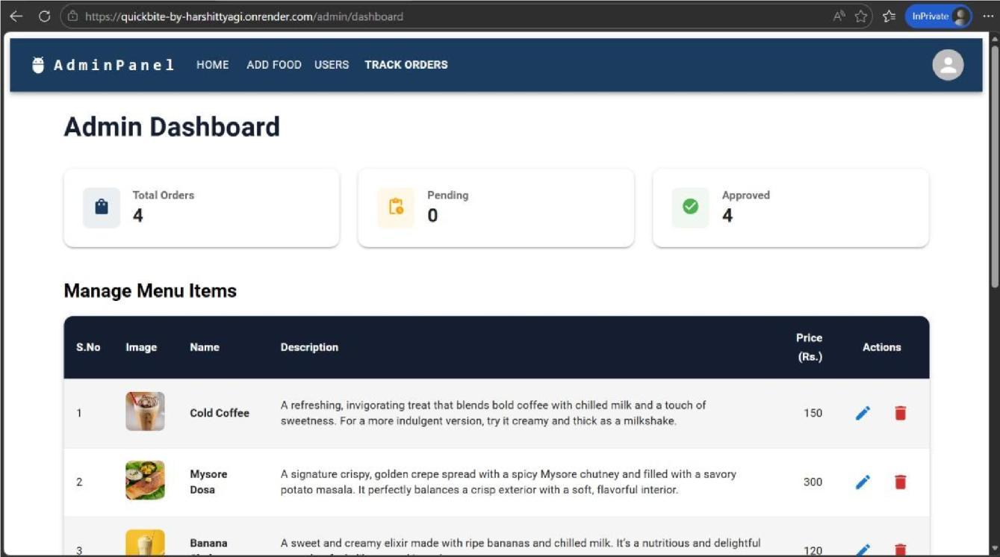 https://quickbite-by-harshittyagi.onrender.com/admin/dashboard
InPrivate
AdminPanel HOME ADD FOOD USERS TRACK ORDERS
Admin Dashboard
Total Orders
4
Pending
0
Approved
4
Manage Menu Items
S.No Image Name Description Price (Rs.) Actions
1 Cold Coffee A refreshing, invigorating treat that blends bold coffee with chilled milk and a touch of
sweetness. For a more indulgent version, try it creamy and thick as a milkshake. 150
2 Mysore Dosa A signature crispy, golden crepe spread with a spicy Mysore chutney and filled with a savory
potato masala. It perfectly balances a crisp exterior with a soft, flavorful interior. 300
3 Banana A sweet and creamy elixir made with ripe bananas and chilled milk. It's a nutritious and delightful 120